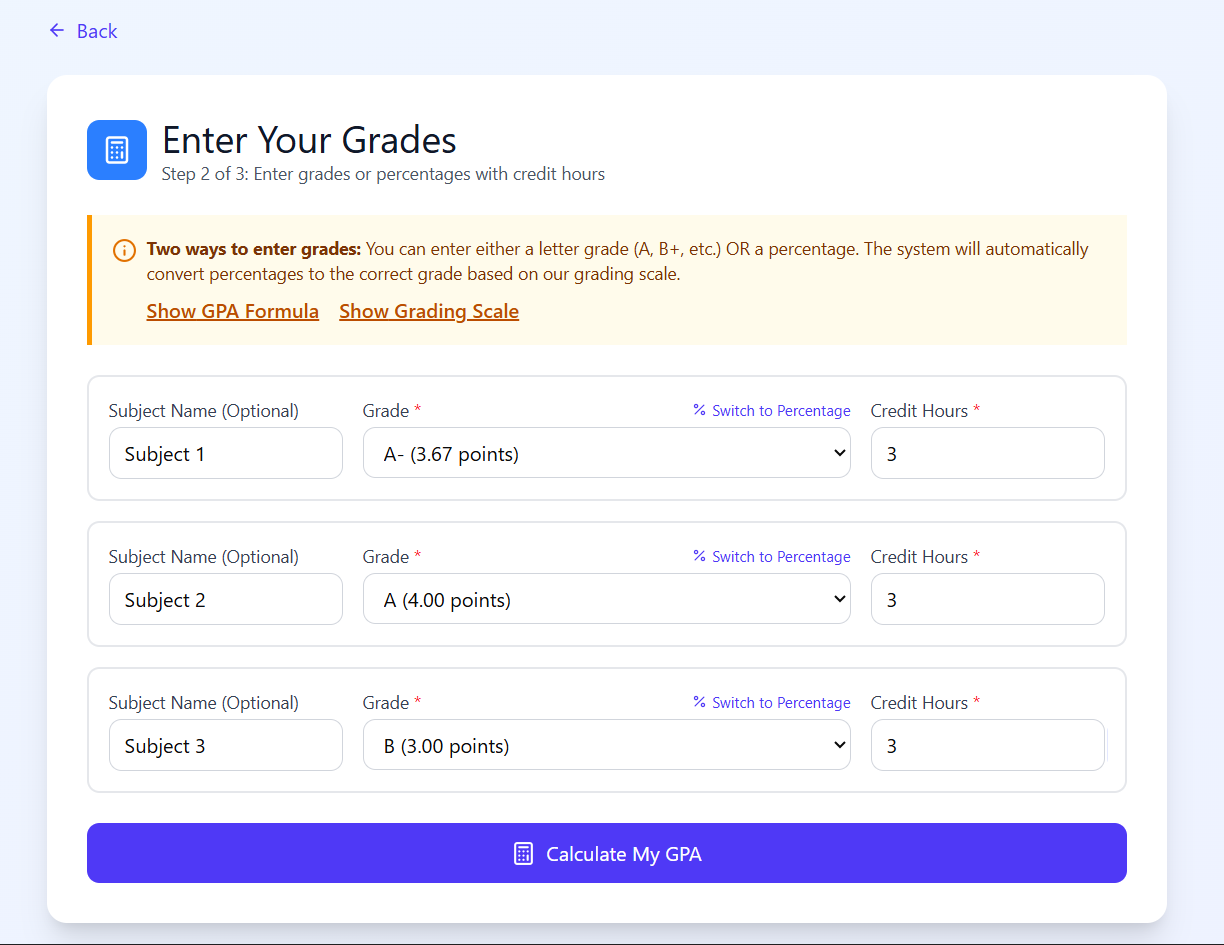 Back
Enter Your Grades
Step 2 of 3: Enter grades or percentages with credit hours
Two ways to enter grades: You can enter either a letter grade (A, B+, etc.) OR a percentage. The system will automatically
convert percentages to the correct grade based on our grading scale.
Show GPA Formula Show Grading Scale
Subject Name (Optional) Grade * % Switch to Percentage Credit Hours *
Subject 1 A- (3.67 points) 3
Subject Name (Optional) Grade * % Switch to Percentage Credit Hours *
Subject 2 A (4.00 points) 3
Subject Name (Optional) Grade * % Switch to Percentage Credit Hours *
Subject 3 B (3.00 points) 3
Calculate My GPA